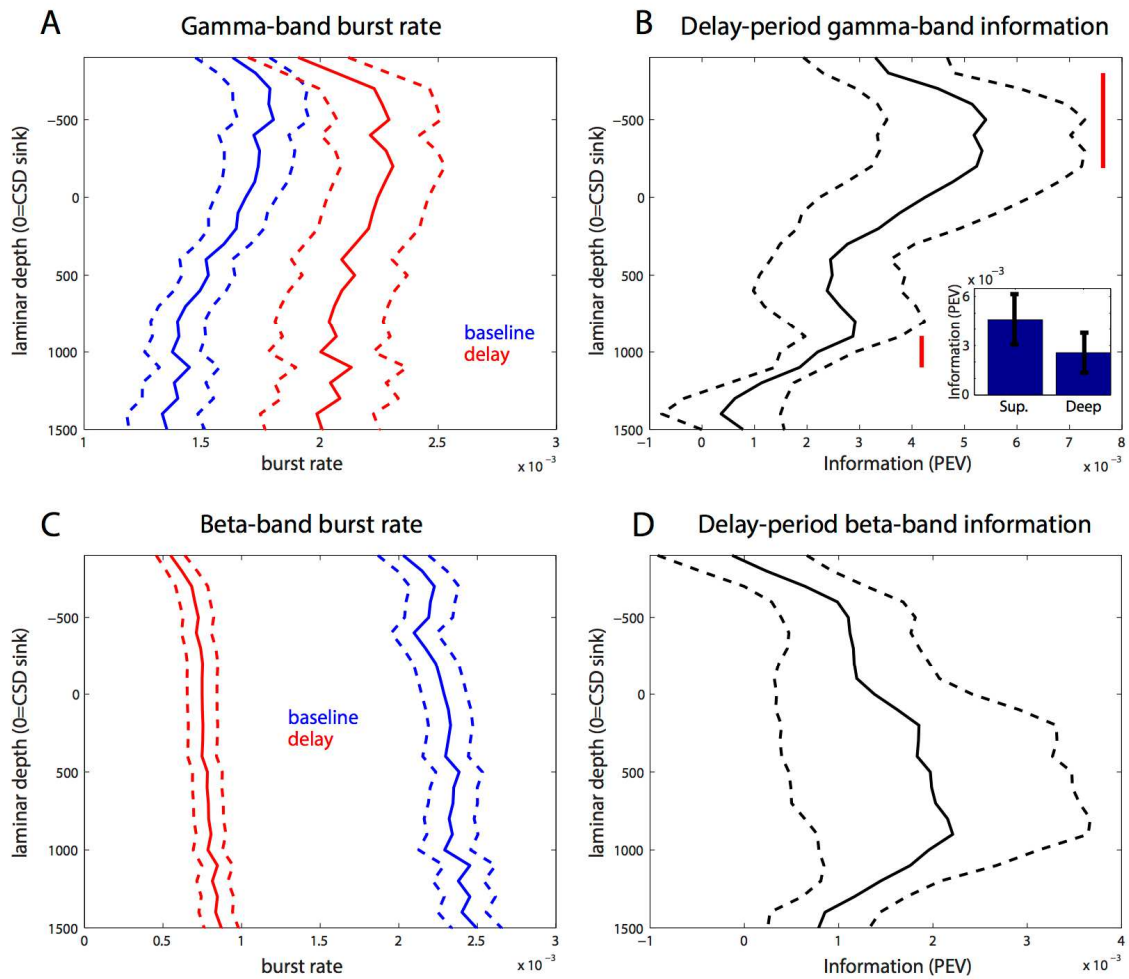 A Gamma-band burst rate
laminar depth (0=CSD sink)
−500
0
500
1000
1500
1 1.5 2 2.5 3
burst rate
x 10 −3
baseline
delay
B Delay-period gamma-band information
laminar depth (0=CSD sink)
−500
0
500
1000
1500
−1 0 1 2 3 4 5 6 7 8
Information (PEV)
x 10 −3
x 10 −3
Information (PEV)
6
3
0
Sup. Deep
C Beta-band burst rate
laminar depth (0=CSD sink)
−500
0
500
1000
1500
0 0.5 1 1.5 2 2.5 3
burst rate
x 10 −3
baseline
delay
D Delay-period beta-band information
laminar depth (0=CSD sink)
−500
0
500
1000
1500
−1 0 1 2 3 4
Information (PEV)
x 10 −3